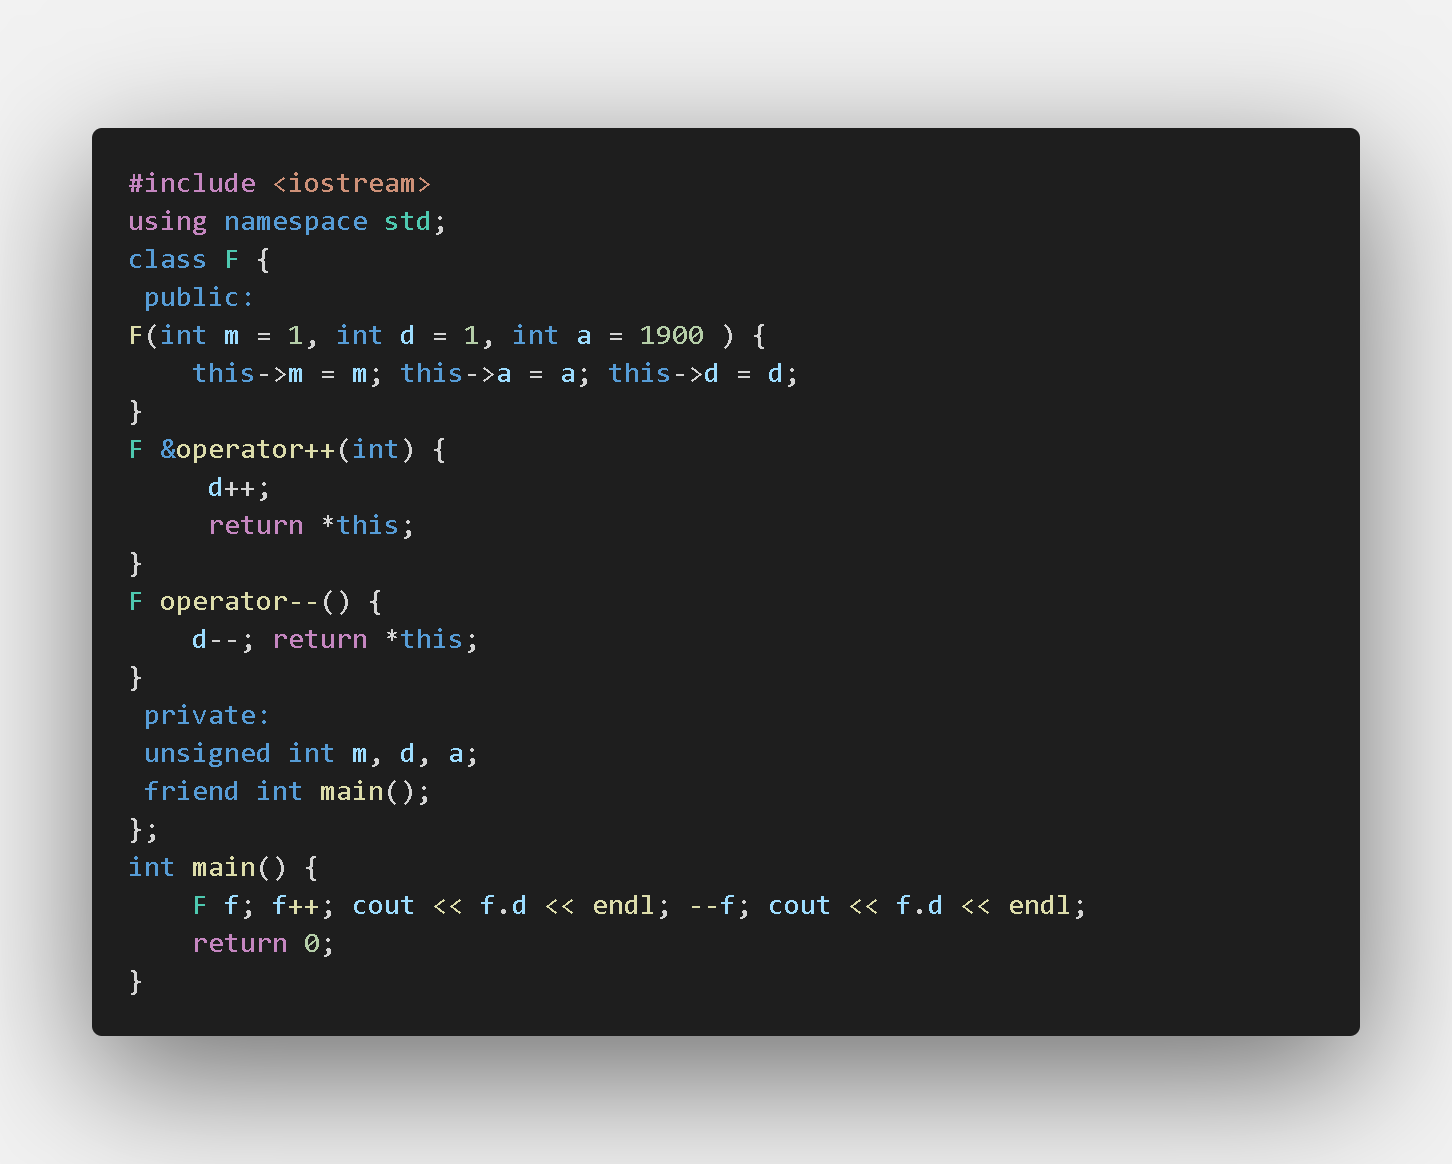 #include <iostream>
using namespace std;
class F {
 public:
F(int m = 1, int d = 1, int a = 1900 ) {
    this->m = m; this->a = a; this->d = d;
}
F &operator++(int) {
     d++;
     return *this;
}
F operator--() {
    d--; return *this;
}
 private:
 unsigned int m, d, a;
 friend int main();
};
int main() {
    F f; f++; cout << f.d << endl; --f; cout << f.d << endl;
    return 0;
}